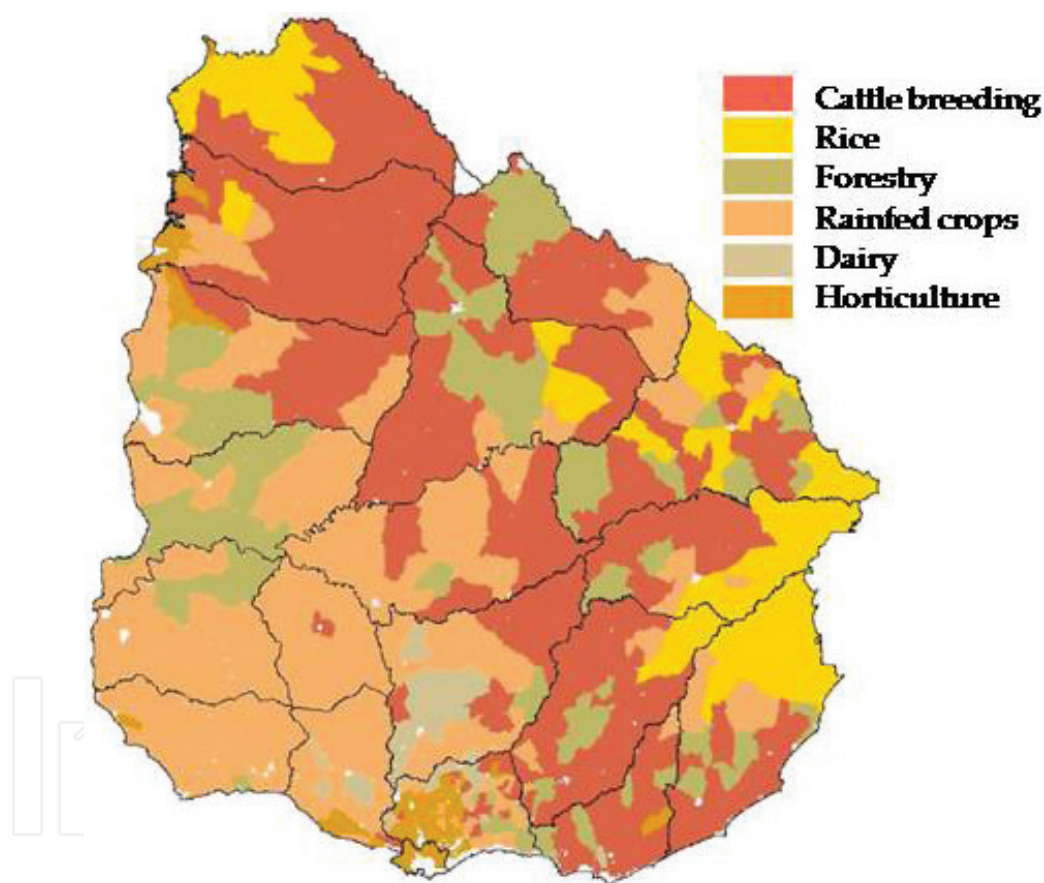 Cattle breeding
Rice
Forestry
Rainfed crops
Dairy
Horticulture